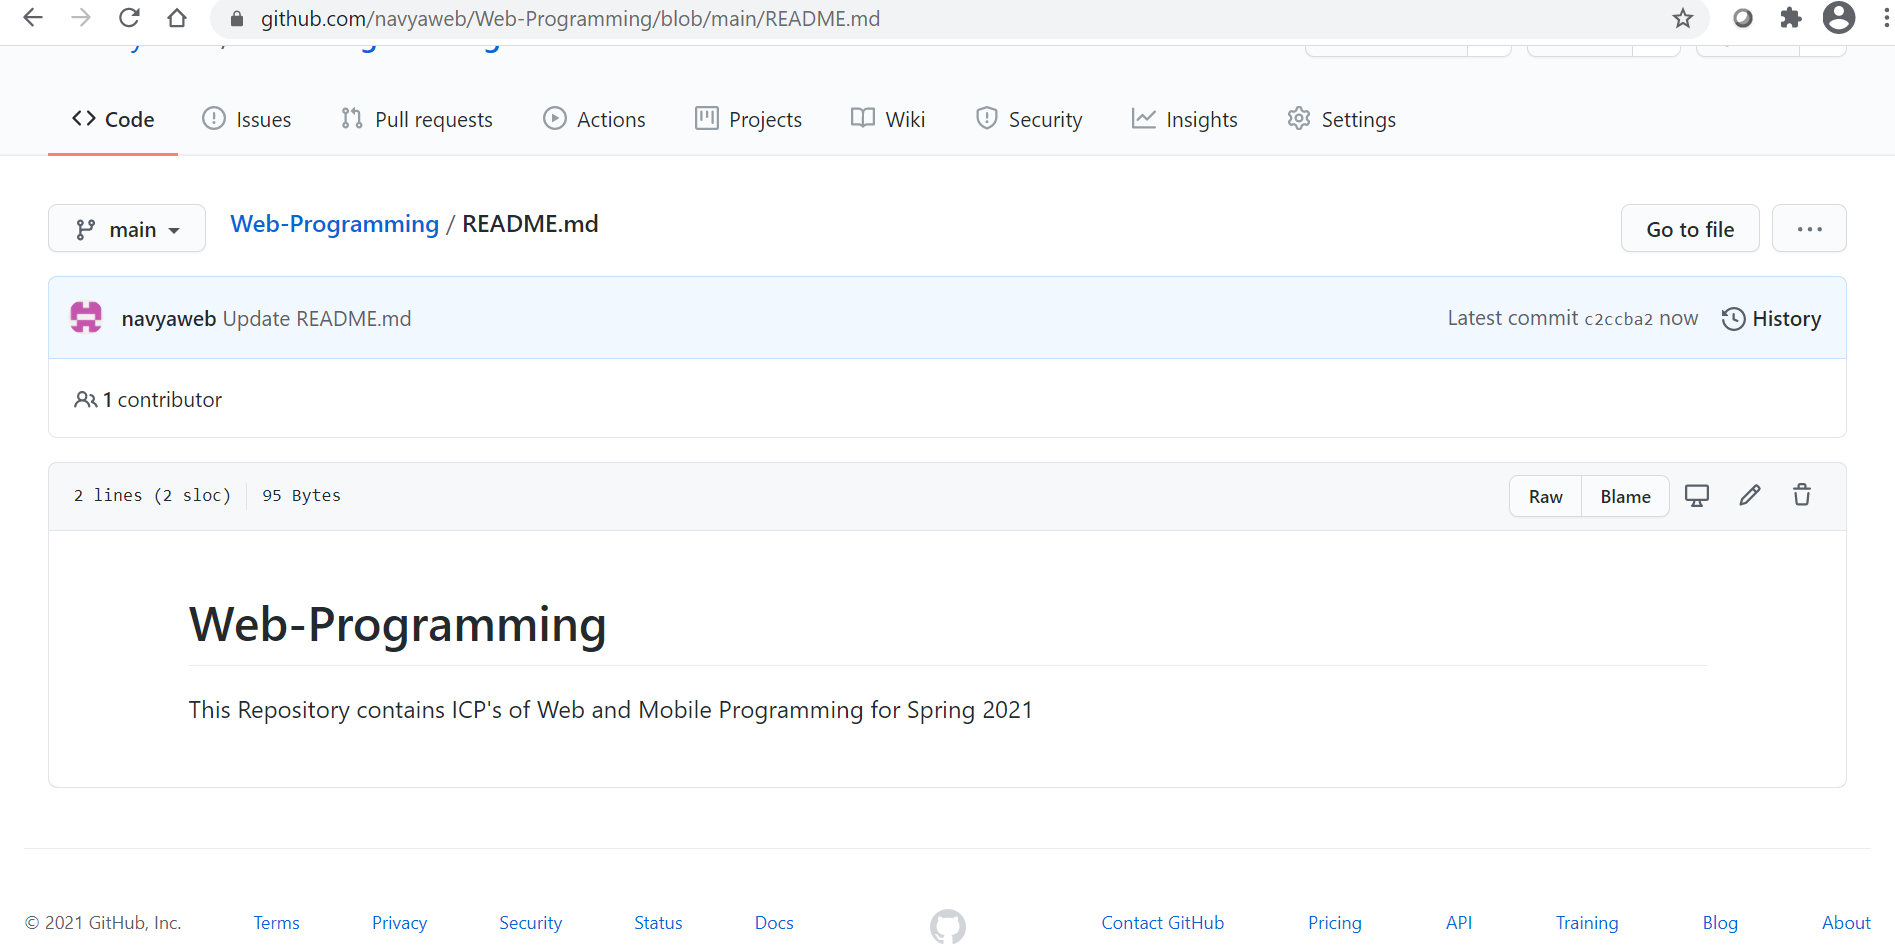 github.com/navyaweb/Web-Programming/blob/main/README.md
Code Issues Pull requests Actions Projects Wiki Security Insights Settings
main Web-Programming / README.md Go to file
navyaweb Update README.md Latest commit c2ccba2 now History
1 contributor
2 lines (2 sloc) 95 Bytes Raw Blame
Web-Programming
This Repository contains ICP's of Web and Mobile Programming for Spring 2021
© 2021 GitHub, Inc. Terms Privacy Security Status Docs Contact GitHub Pricing API Training Blog About